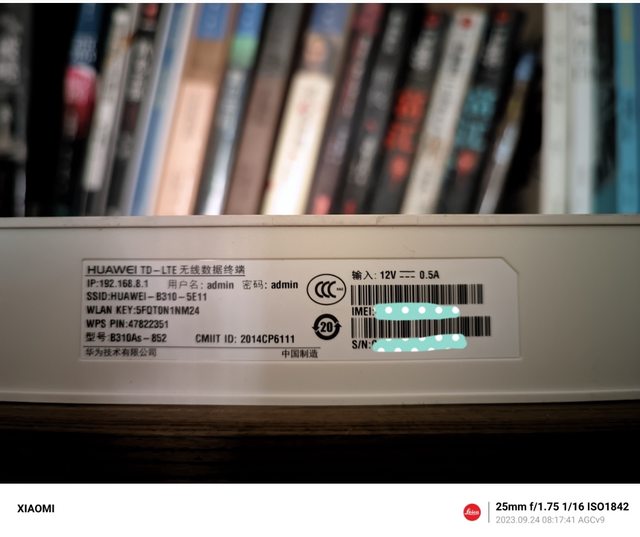 HUAWEI TD-LTE 无线数据终端
IP:192.168.8.1 用户名: admin 密码: admin
SSID:HUAWEI-B310-5E11
WLAN KEY:5FQT0N1NM24
WPS PIN:47822351
型号:B310As-852 CMIIT ID: 2014CP6111
华为技术有限公司 中国制造
CCC
20
输入: 12V 0.5A
IMEI:
S/N:
XIAOMI
Leica
25mm f/1.75 1/16 ISO1842
2023.09.24 08:17:41 AGCv9